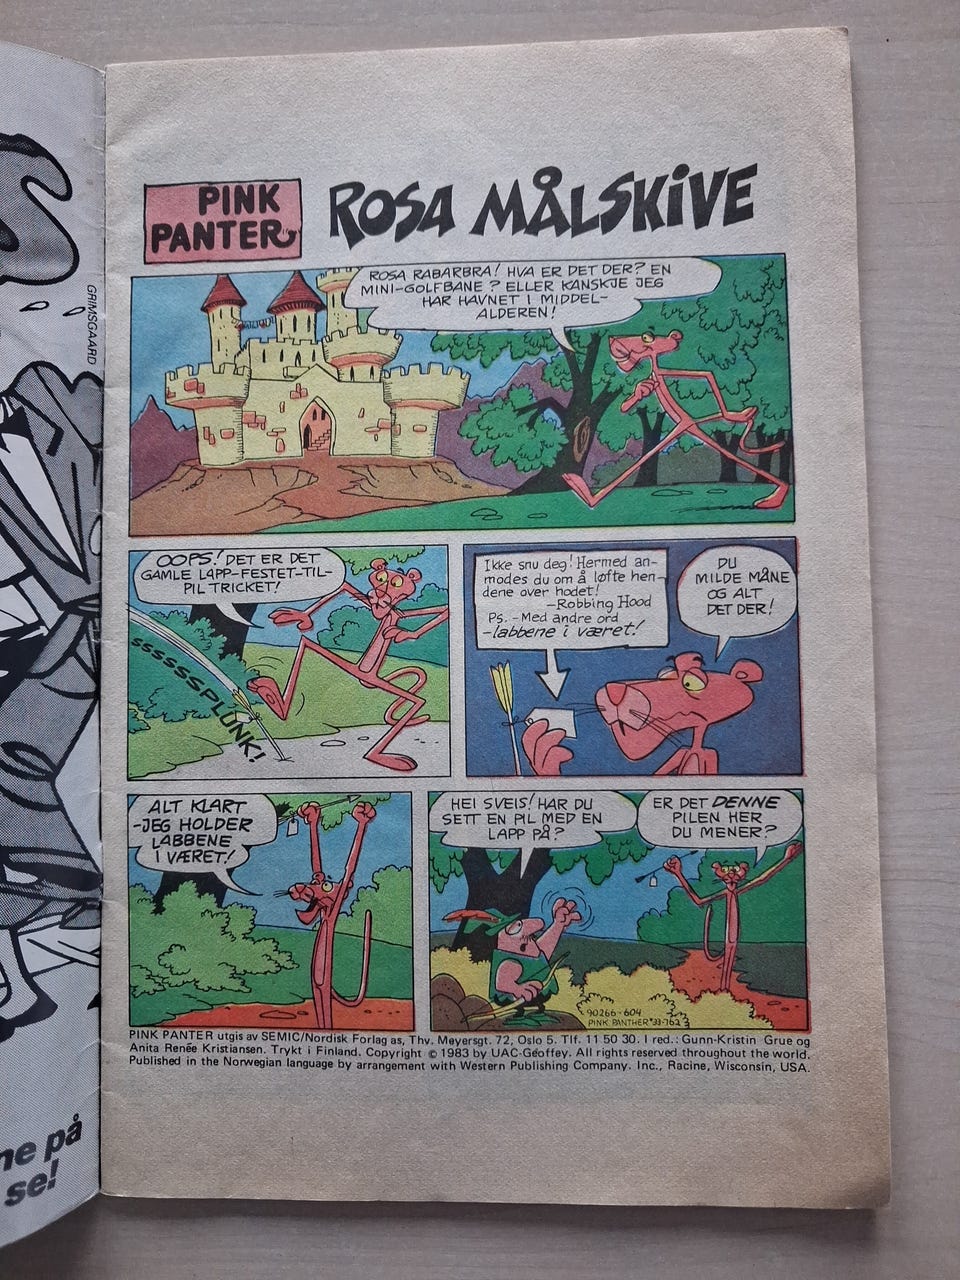 GRIMSGAARD
ne på
se!
PINK
PANTER
ROSA MÅLSKIVE
ROSA RABARBRA! HVA ER DET DER? EN
MINI-GOLFBANE? ELLER KANSKJE JEG
HAR HAVNET I MIDDEL-
ALDEREN!
OOPS! DET ER DET
GAMLE LAPP-FESTET-TIL-
PIL TRICKET!
SSSSSSSPLUNK!
Ikke snu deg! Hermed an-
modes du om å løfte hen-
dene over hodet!
-Robbing Hood
Ps. -Med andre ord
-labbene i været!
DU
MILDE MÅNE
OG ALT
DET DER!
ALT KLART
-JEG HOLDER
LABBENE
I VÆRET!
HEI SVEIS! HAR DU
SETT EN PIL MED EN
LAPP PÅ?
ER DET DENNE
PILEN HER
DU MENER?
90266-604
PINK PANTHER #33-762
PINK PANTER utgis av SEMIC/Nordisk Forlag as, Thv. Meyersgt. 72, Oslo 5. Tlf. 11 50 30. I red.: Gunn-Kristin Grue og
Anita Renée Kristiansen. Trykt i Finland. Copyright © 1983 by UAC-Geoffey. All rights reserved throughout the world.
Published in the Norwegian language by arrangement with Western Publishing Company. Inc., Racine, Wisconsin, USA.